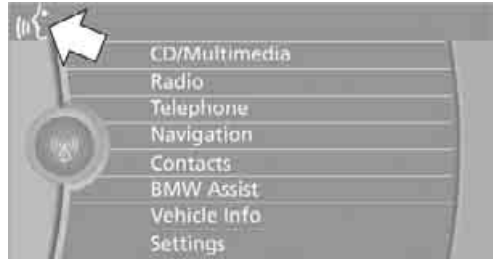 CD/Multimedia
Radio
Telephone
Navigation
Contacts
BMW Assist
Vehicle Info
Settings